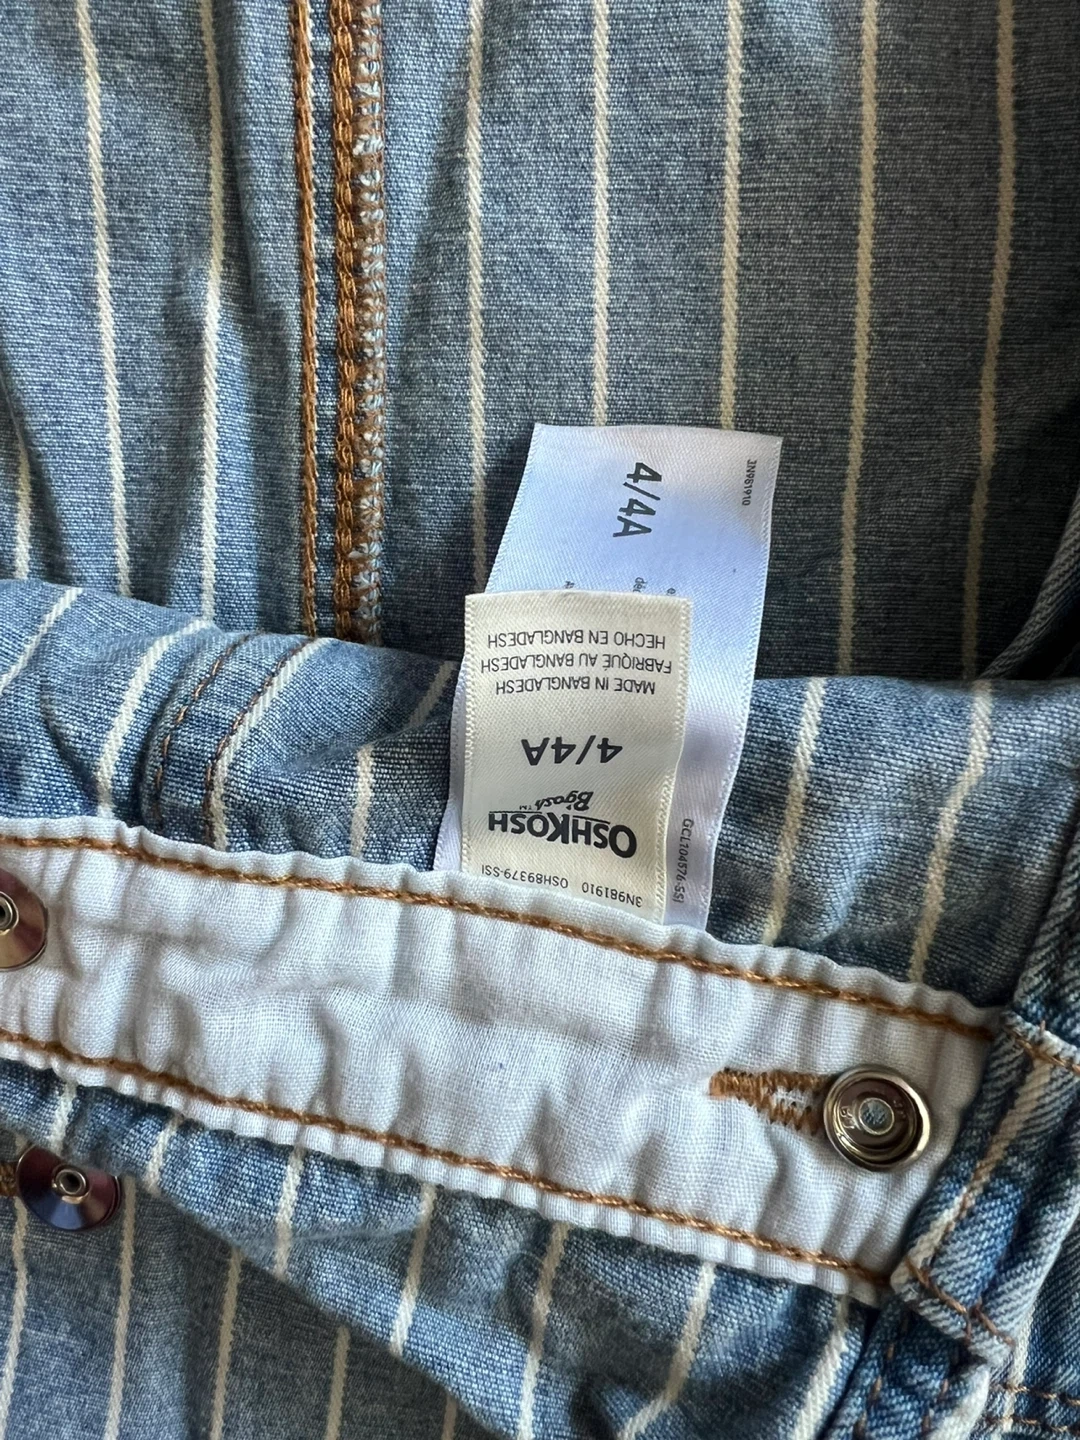 3N981910 OSH89379-SSI
OSHKOSH
B'gosh™
4/4A
MADE IN BANGLADESH
FABRIQUÉ AU BANGLADESH
HECHO EN BANGLADESH
3N981910
4/4A
GCL104576-SSI